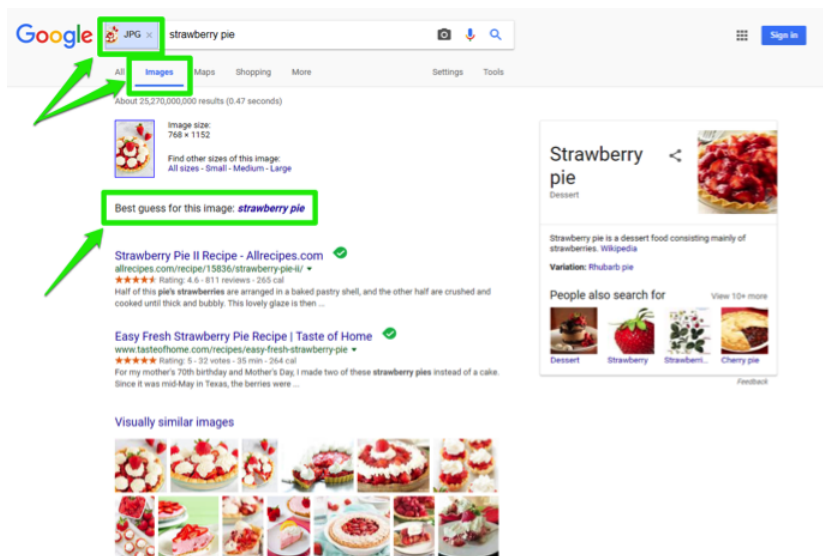 Google JPG × strawberry pie Sign in
All Images Maps Shopping More Settings Tools
About 25,270,000,000 results (0.47 seconds)
Image size:
768 × 1152
Find other sizes of this image:
All sizes - Small - Medium - Large
Best guess for this image: strawberry pie
Strawberry Pie II Recipe - Allrecipes.com
allrecipes.com/recipe/15836/strawberry-pie-ii/
Rating: 4.6 - 811 reviews - 265 cal
Half of this pie's strawberries are arranged in a baked pastry shell, and the other half are crushed and
cooked until thick and bubbly. This lovely glaze is then ...
Easy Fresh Strawberry Pie Recipe | Taste of Home
www.tasteofhome.com/recipes/easy-fresh-strawberry-pie
Rating: 5 - 32 votes - 35 min - 264 cal
For my mother's 70th birthday and Mother's Day, I made two of these strawberry pies instead of a cake.
Since it was mid-May in Texas, the berries were ...
Visually similar images
Strawberry
pie
Dessert
Strawberry pie is a dessert food consisting mainly of
strawberries. Wikipedia
Variation: Rhubarb pie
People also search for View 10+ more
Dessert Strawberry Strawberri... Cherry pie
Feedback